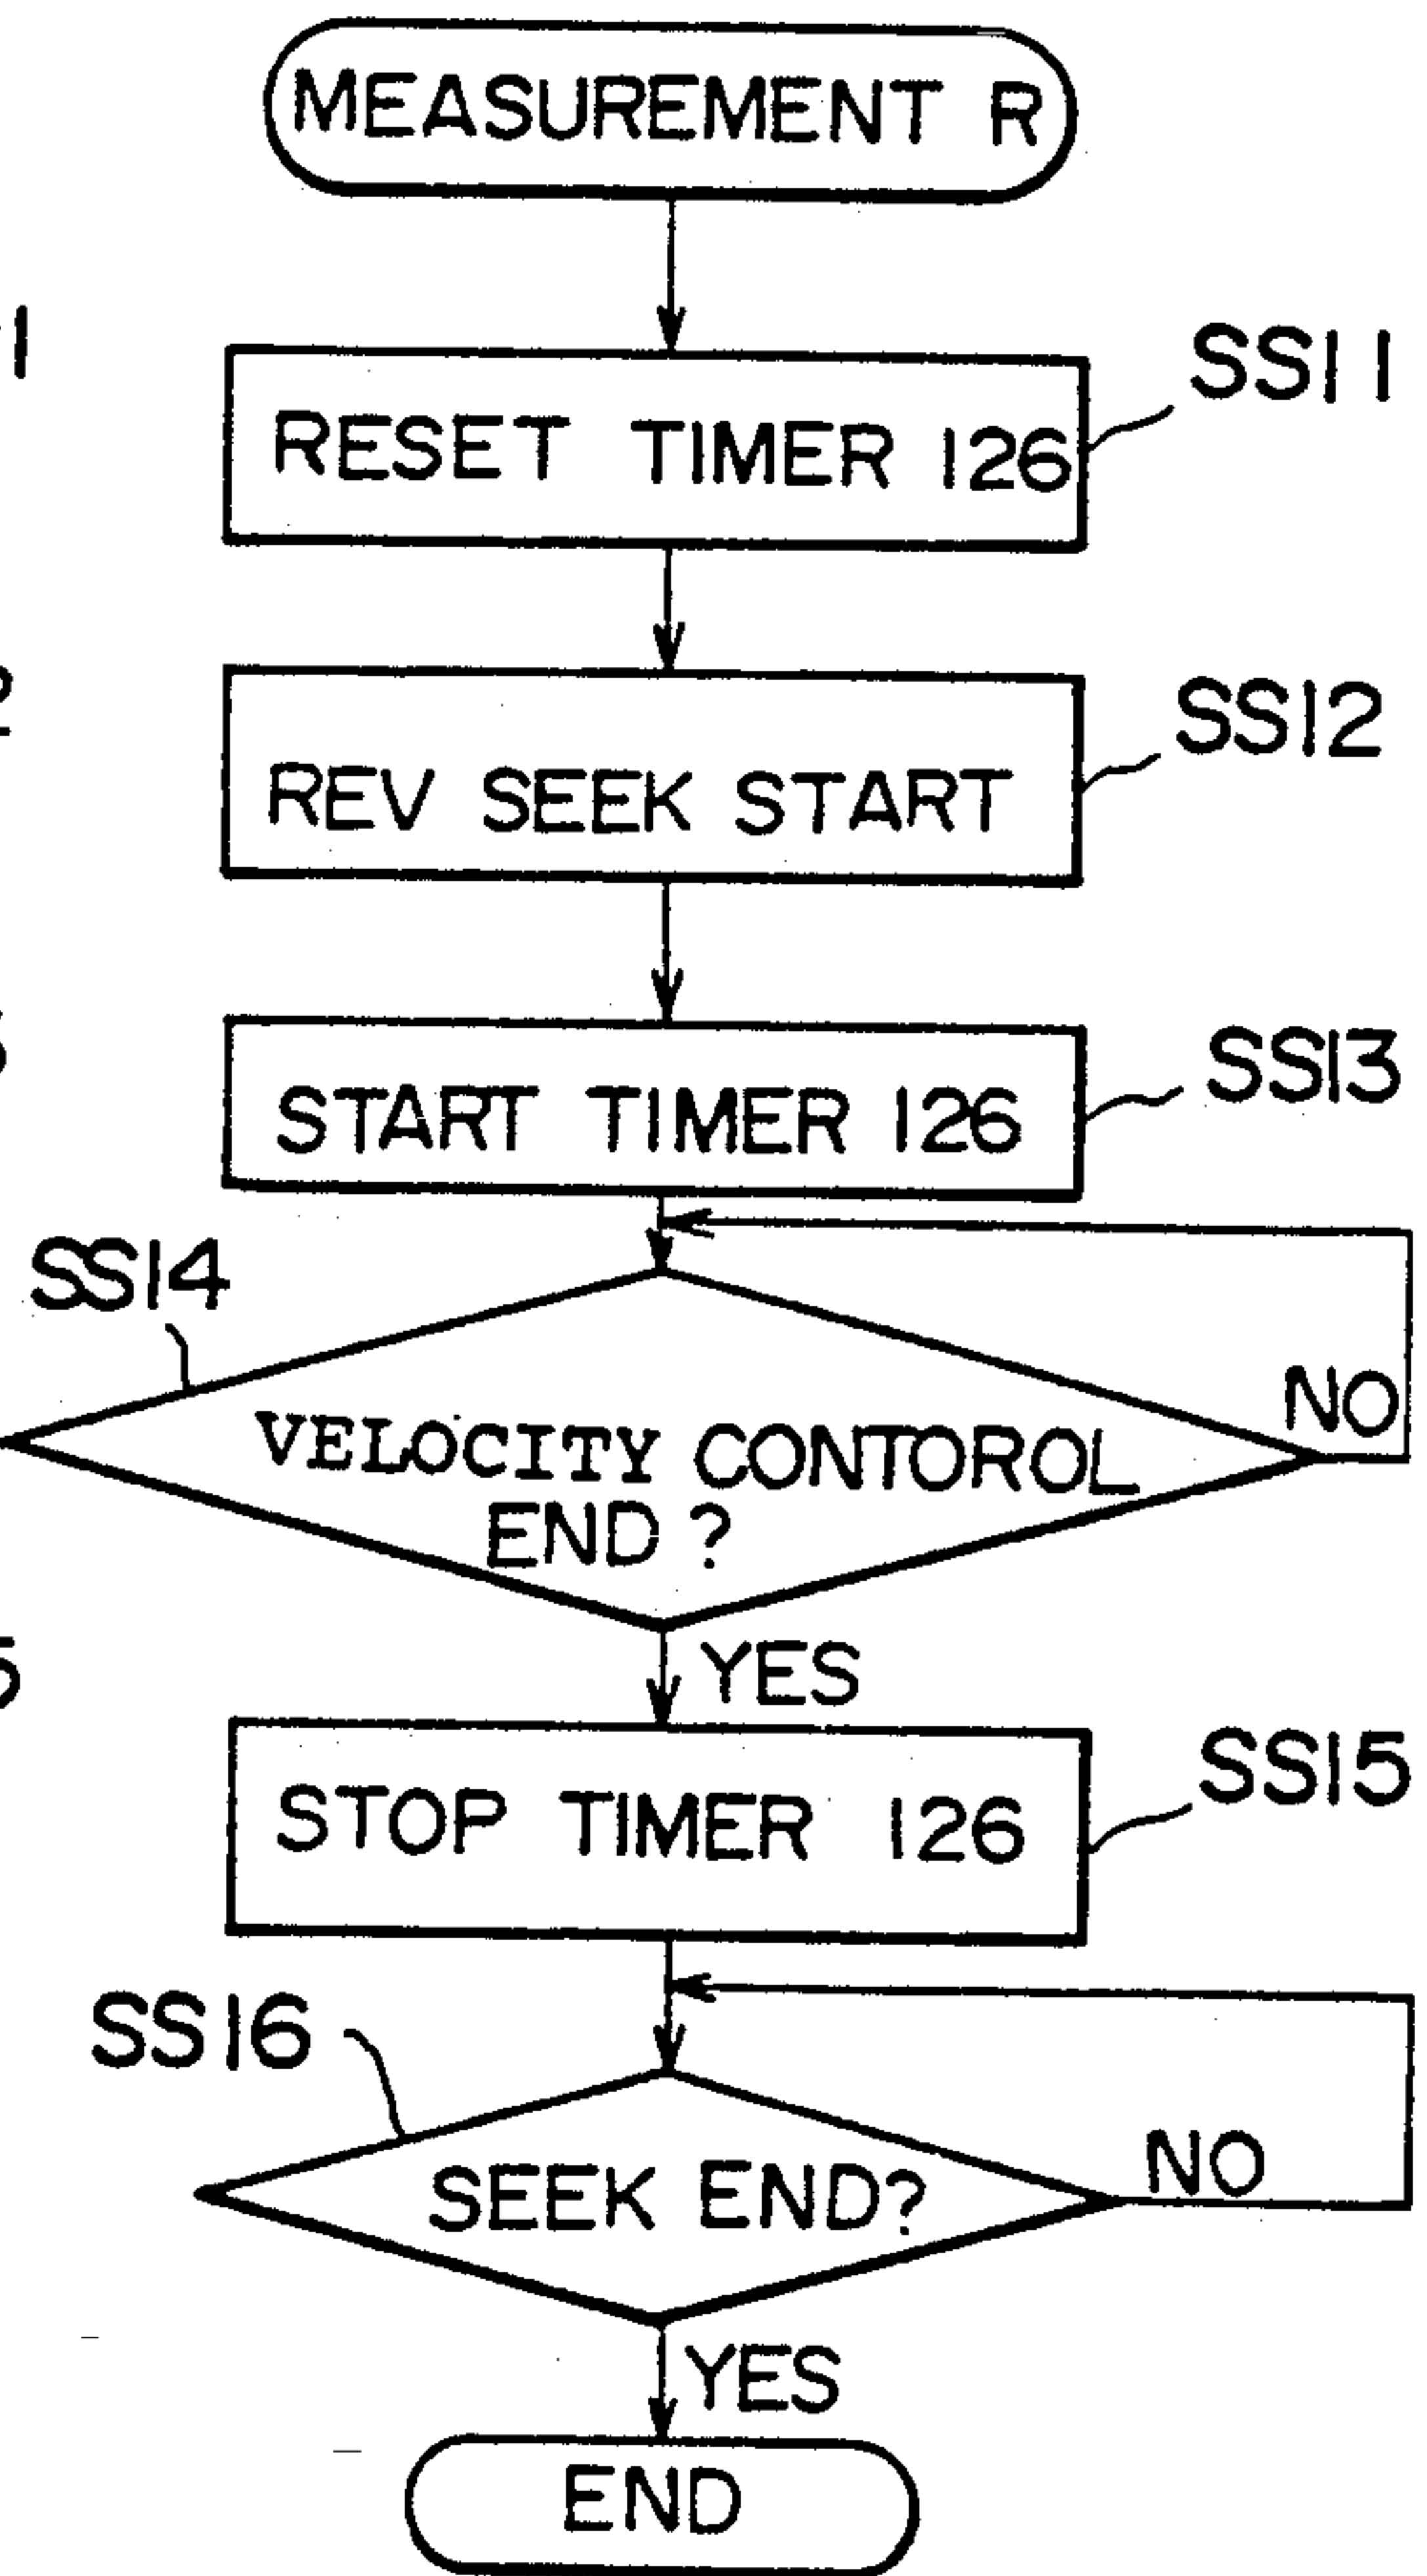 MEASUREMENT R
RESET TIMER 126
SS11
REV SEEK START
SS12
START TIMER 126
SS13
SS14
VELOCITY CONTOROL
END ?
NO
YES
STOP TIMER 126
SS15
SS16
SEEK END?
NO
YES
END